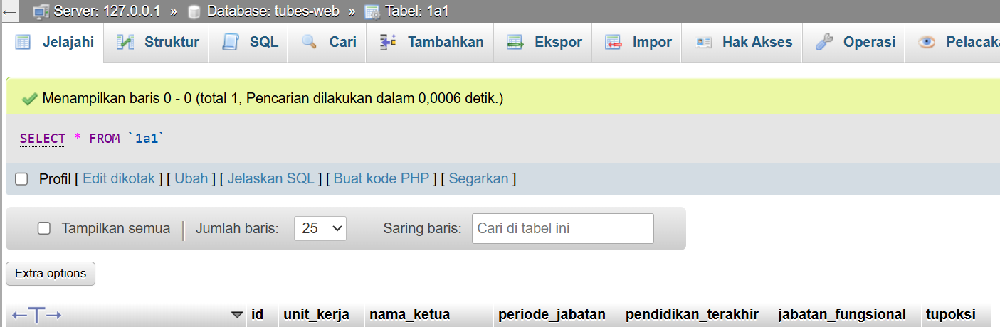 Server: 127.0.0.1 » Database: tubes-web » Tabel: 1a1
Jelajahi Struktur SQL Cari Tambahkan Ekspor Impor Hak Akses Operasi
Menampilkan baris 0 - 0 (total 1, Pencarian dilakukan dalam 0,0006 detik.)
SELECT * FROM `1a1`
Profil [ Edit dikotak ] [ Ubah ] [ Jelaskan SQL ] [ Buat kode PHP ] [ Segarkan ]
Tampilkan semua | Jumlah baris: 25 Saring baris: Cari di tabel ini
Extra options
←T→ id unit_kerja nama_ketua periode_jabatan pendidikan_terakhir jabatan_fungsional tupoksi